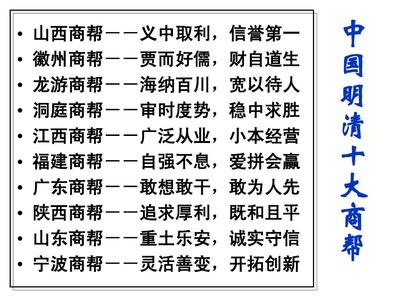 • 山西商帮——义中取利，信誉第一
• 徽州商帮——贾而好儒，财自道生
• 龙游商帮——海纳百川，宽以待人
• 洞庭商帮——审时度势，稳中求胜
• 江西商帮——广泛从业，小本经营
• 福建商帮——自强不息，爱拼会赢
• 广东商帮——敢想敢干，敢为人先
• 陕西商帮——追求厚利，既和且平
• 山东商帮——重土乐安，诚实守信
• 宁波商帮——灵活善变，开拓创新
中国明清十大商帮